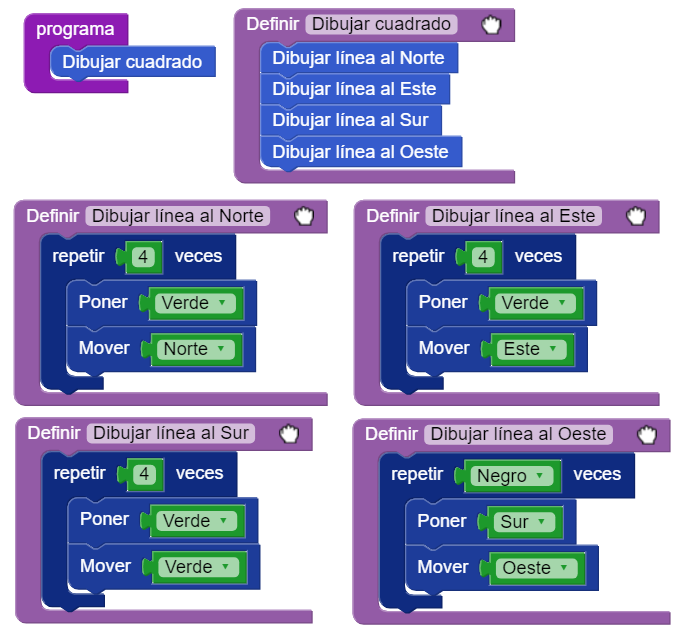 programa
Dibujar cuadrado
Definir Dibujar cuadrado
Dibujar línea al Norte
Dibujar línea al Este
Dibujar línea al Sur
Dibujar línea al Oeste
Definir Dibujar línea al Norte
repetir 4 veces
Poner Verde
Mover Norte
Definir Dibujar línea al Este
repetir 4 veces
Poner Verde
Mover Este
Definir Dibujar línea al Sur
repetir 4 veces
Poner Verde
Mover Verde
Definir Dibujar línea al Oeste
repetir Negro veces
Poner Sur
Mover Oeste